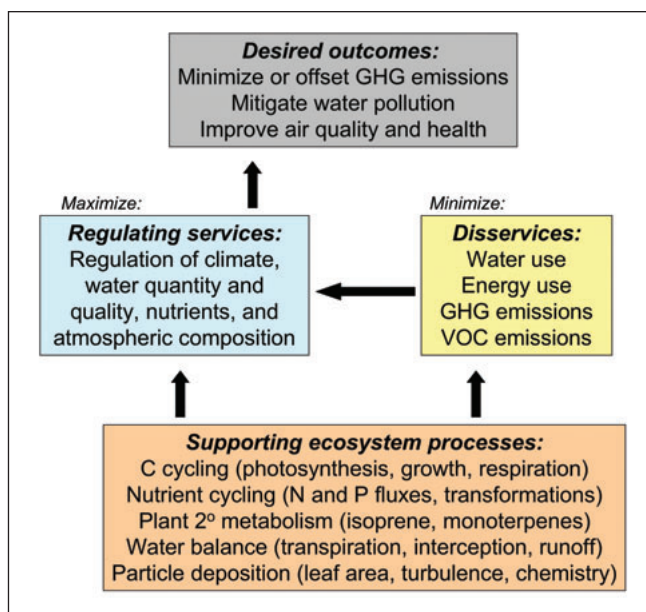 Desired outcomes:
Minimize or offset GHG emissions
Mitigate water pollution
Improve air quality and health
Maximize:
Regulating services:
Regulation of climate,
water quantity and
quality, nutrients, and
atmospheric composition
Minimize:
Disservices:
Water use
Energy use
GHG emissions
VOC emissions
Supporting ecosystem processes:
C cycling (photosynthesis, growth, respiration)
Nutrient cycling (N and P fluxes, transformations)
Plant 2º metabolism (isoprene, monoterpenes)
Water balance (transpiration, interception, runoff)
Particle deposition (leaf area, turbulence, chemistry)